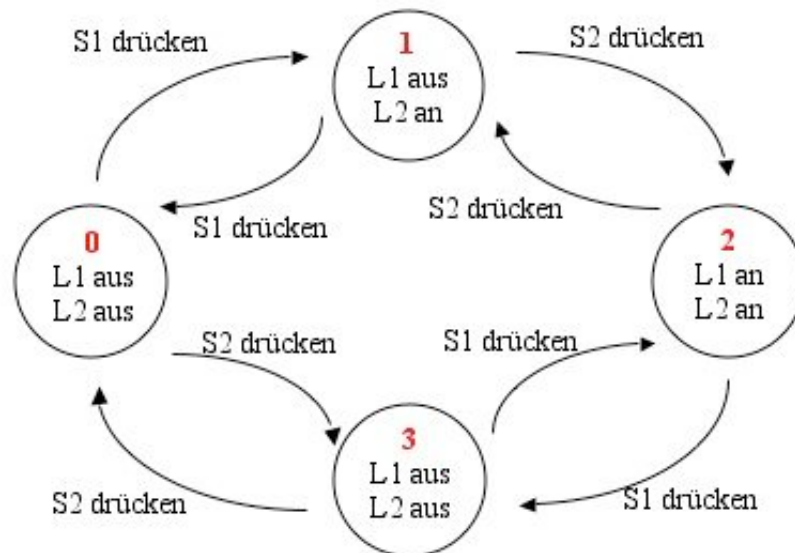 S1 drücken
1
L1 aus
L2 an
S2 drücken
S1 drücken
S2 drücken
0
L1 aus
L2 aus
2
L1 an
L2 an
S2 drücken
S1 drücken
3
L1 aus
L2 aus
S2 drücken
S1 drücken